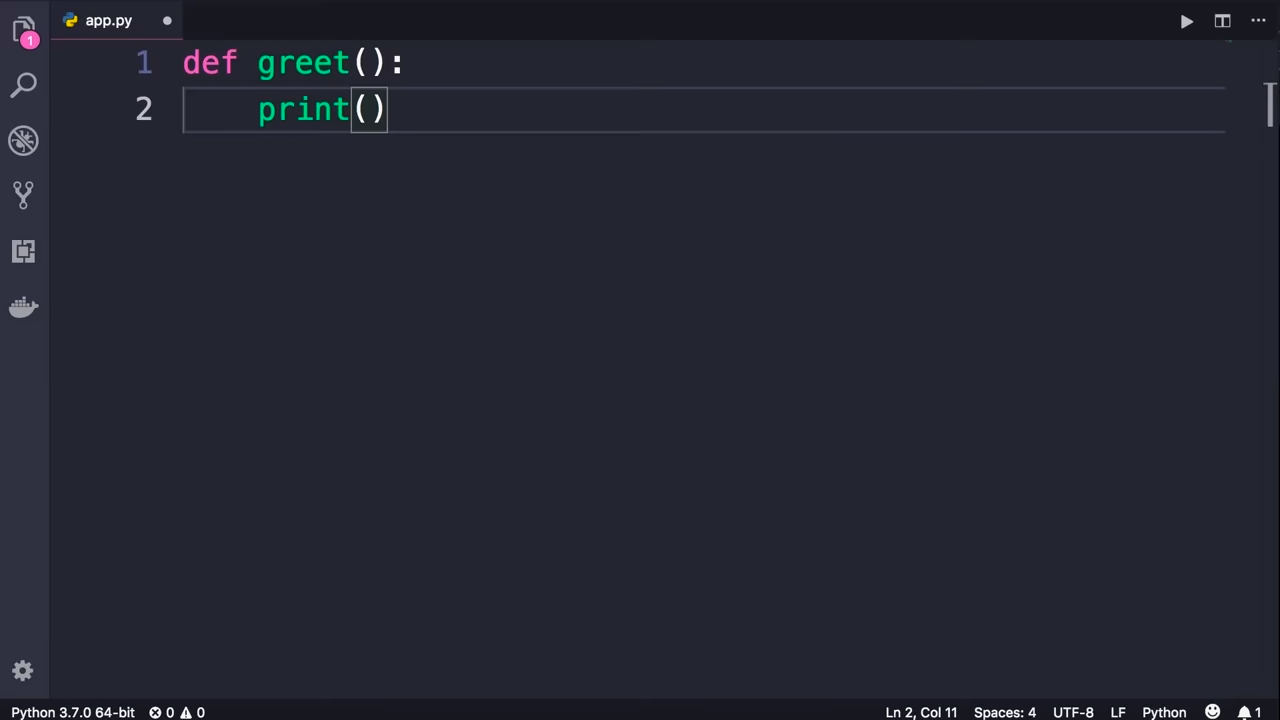 app.py
1
1 def greet():
2 print()
Python 3.7.0 64-bit 0 0 Ln 2, Col 11 Spaces: 4 UTF-8 LF Python 1